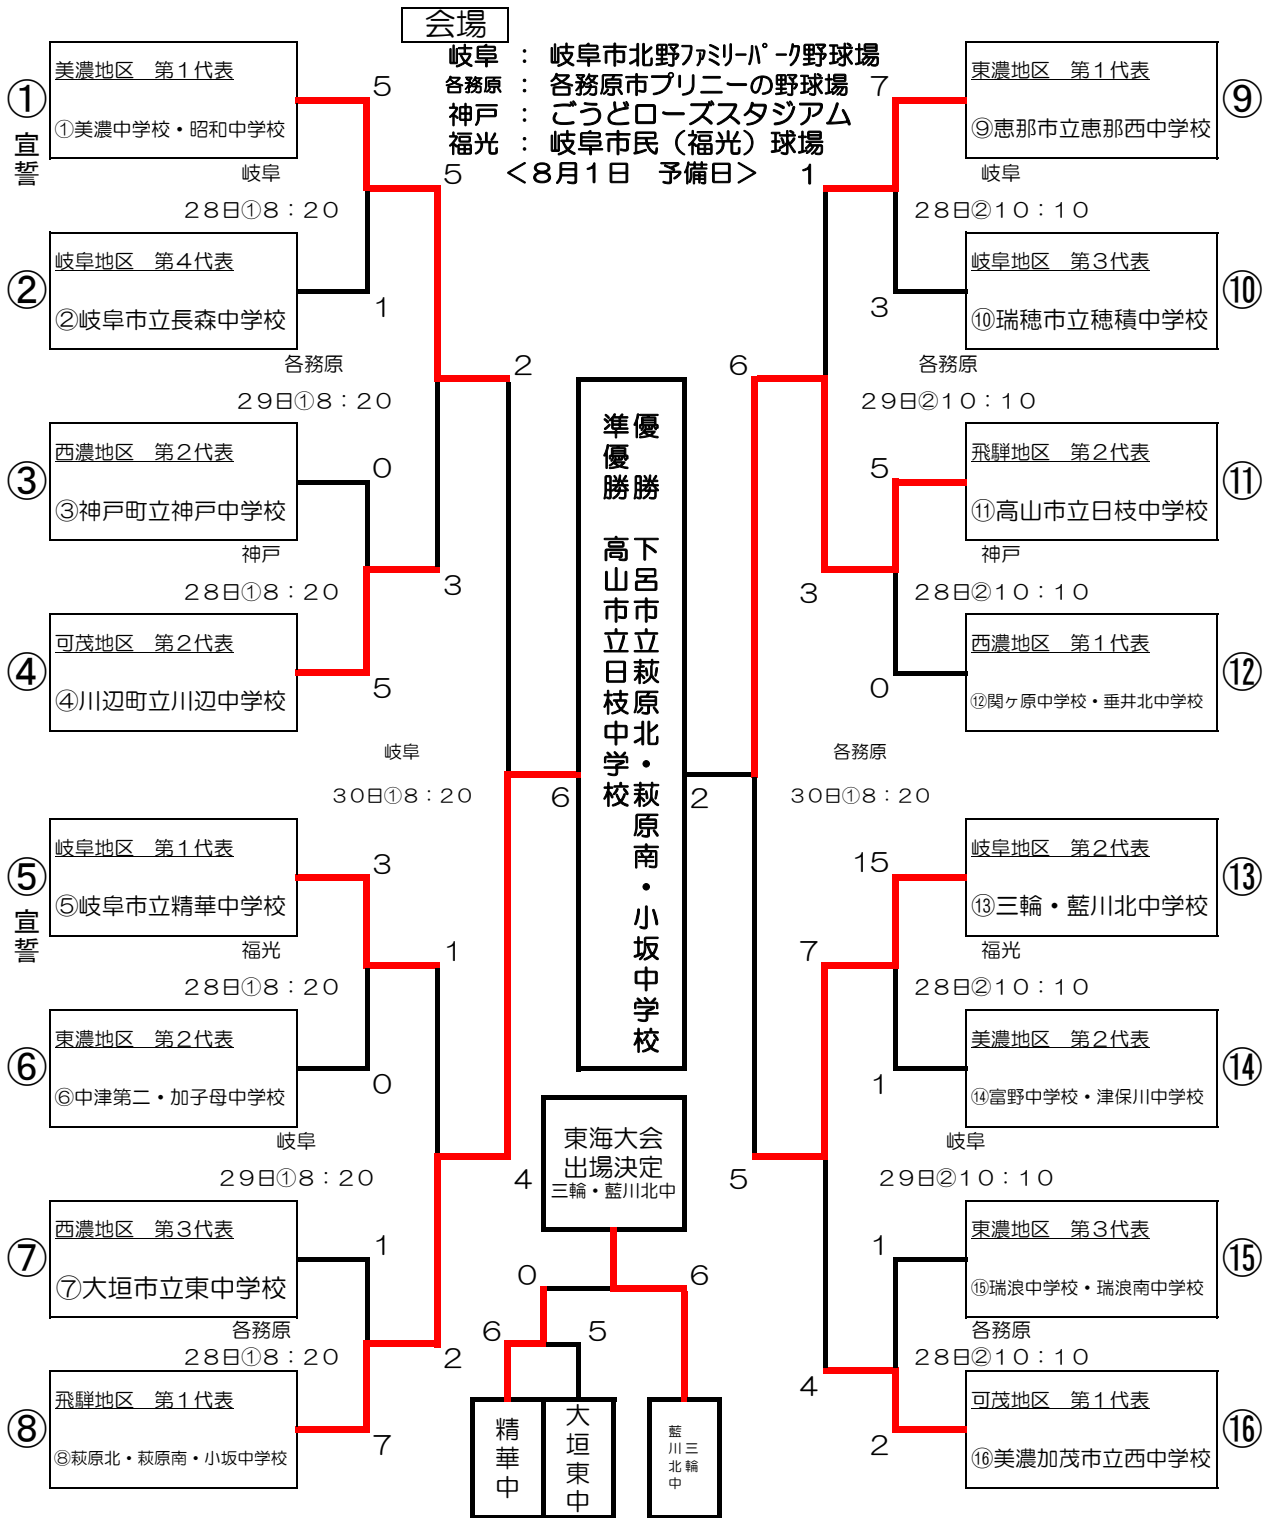 会場
岐阜 ： 岐阜市北野ﾌｧﾐﾘｰﾊﾟｰｸ野球場
各務原 ： 各務原市プリニーの野球場
神戸 ： ごうどローズスタジアム
福光 ： 岐阜市民（福光）球場
＜８月１日　予備日＞
①
宣誓
美濃地区　第１代表
①美濃中学校・昭和中学校
5
岐阜
２８日①８：２０
5
②
岐阜地区　第４代表
②岐阜市立長森中学校
1
各務原
２９日①８：２０
2
③
西濃地区　第２代表
③神戸町立神戸中学校
0
神戸
２８日①８：２０
3
④
可茂地区　第２代表
④川辺町立川辺中学校
5
岐阜
３０日①８：２０
6
⑤
宣誓
岐阜地区　第１代表
⑤岐阜市立精華中学校
3
福光
２８日①８：２０
1
⑥
東濃地区　第２代表
⑥中津第二・加子母中学校
0
岐阜
２９日①８：２０
4
⑦
西濃地区　第３代表
⑦大垣市立東中学校
1
各務原
２８日①８：２０
2
⑧
飛騨地区　第１代表
⑧萩原北・萩原南・小坂中学校
7
優勝　下呂市立萩原北・萩原南・小坂中学校
準優勝　高山市立日枝中学校
東海大会
出場決定
三輪・藍川北中
0
6
6
5
精華中
大垣東中
三輪
藍川北中
7
東濃地区　第１代表
⑨恵那市立恵那西中学校
⑨
岐阜
２８日②１０：１０
1
岐阜地区　第３代表
⑩瑞穂市立穂積中学校
⑩
3
各務原
２９日②１０：１０
6
飛騨地区　第２代表
⑪高山市立日枝中学校
⑪
5
神戸
２８日②１０：１０
3
西濃地区　第１代表
⑫関ヶ原中学校・垂井北中学校
⑫
0
各務原
３０日①８：２０
2
15
岐阜地区　第２代表
⑬三輪・藍川北中学校
⑬
福光
２８日②１０：１０
7
美濃地区　第２代表
⑭富野中学校・津保川中学校
⑭
1
岐阜
２９日②１０：１０
5
東濃地区　第３代表
⑮瑞浪中学校・瑞浪南中学校
⑮
1
各務原
２８日②１０：１０
4
可茂地区　第１代表
⑯美濃加茂市立西中学校
⑯
2